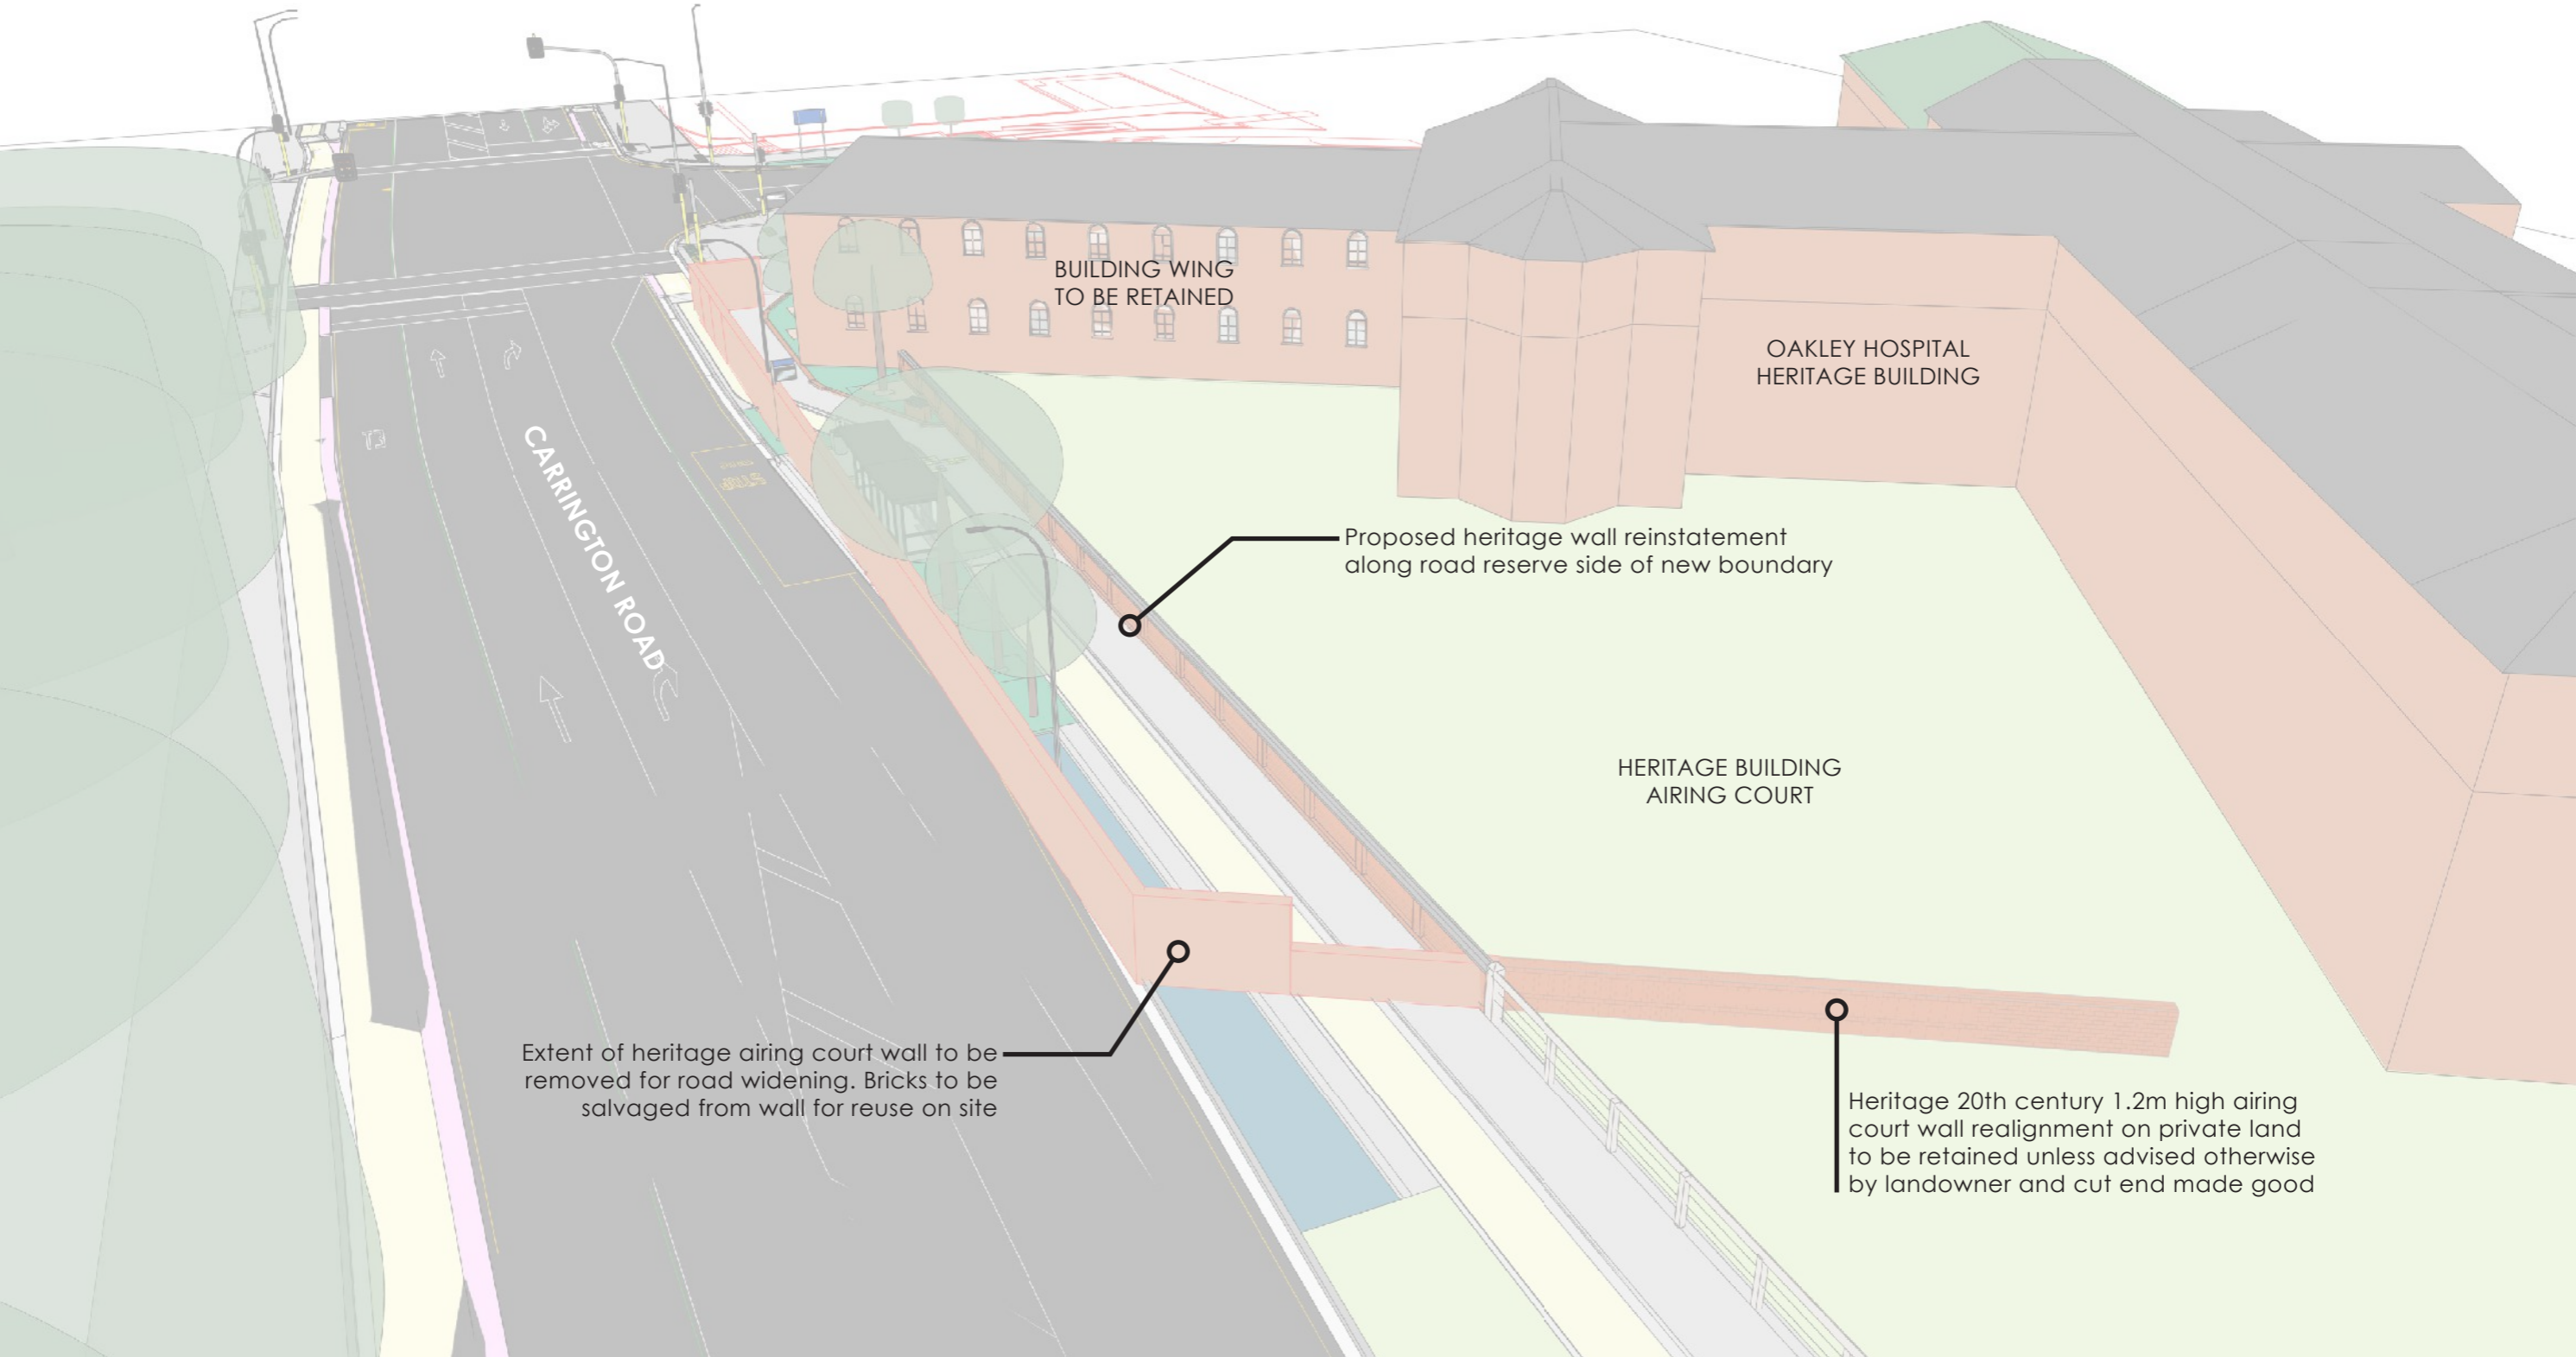 BUILDING WING
TO BE RETAINED
OAKLEY HOSPITAL
HERITAGE BUILDING
CARRINGTON ROAD
Proposed heritage wall reinstatement
along road reserve side of new boundary
HERITAGE BUILDING
AIRING COURT
Extent of heritage airing court wall to be
removed for road widening. Bricks to be
salvaged from wall for reuse on site
Heritage 20th century 1.2m high airing
court wall realignment on private land
to be retained unless advised otherwise
by landowner and cut end made good